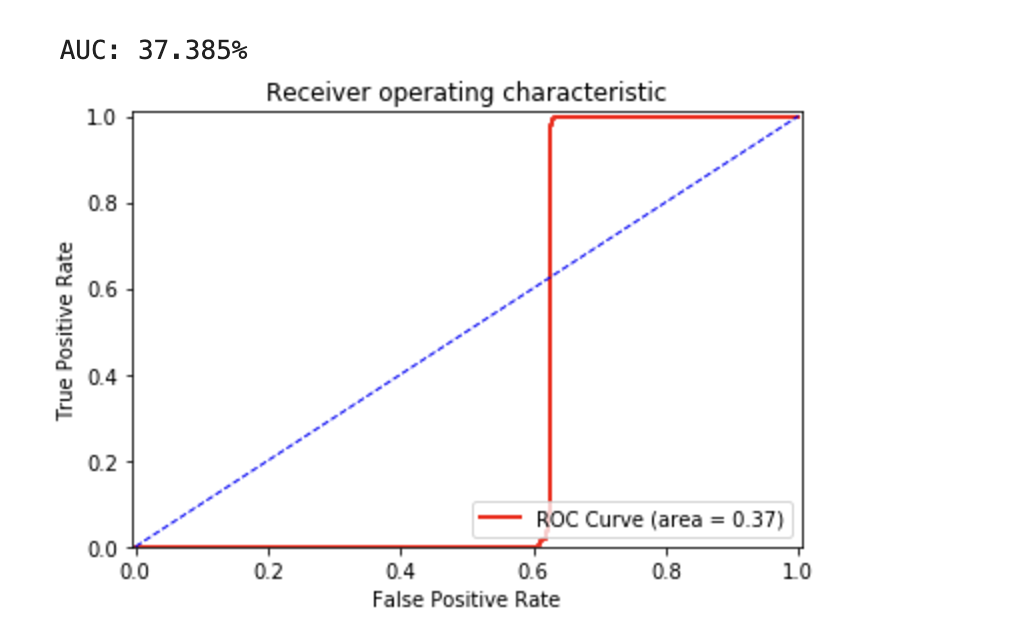 AUC: 37.385%
Receiver operating characteristic
True Positive Rate
1.0
0.8
0.6
0.4
0.2
0.0
ROC Curve (area = 0.37)
0.0 0.2 0.4 0.6 0.8 1.0
False Positive Rate